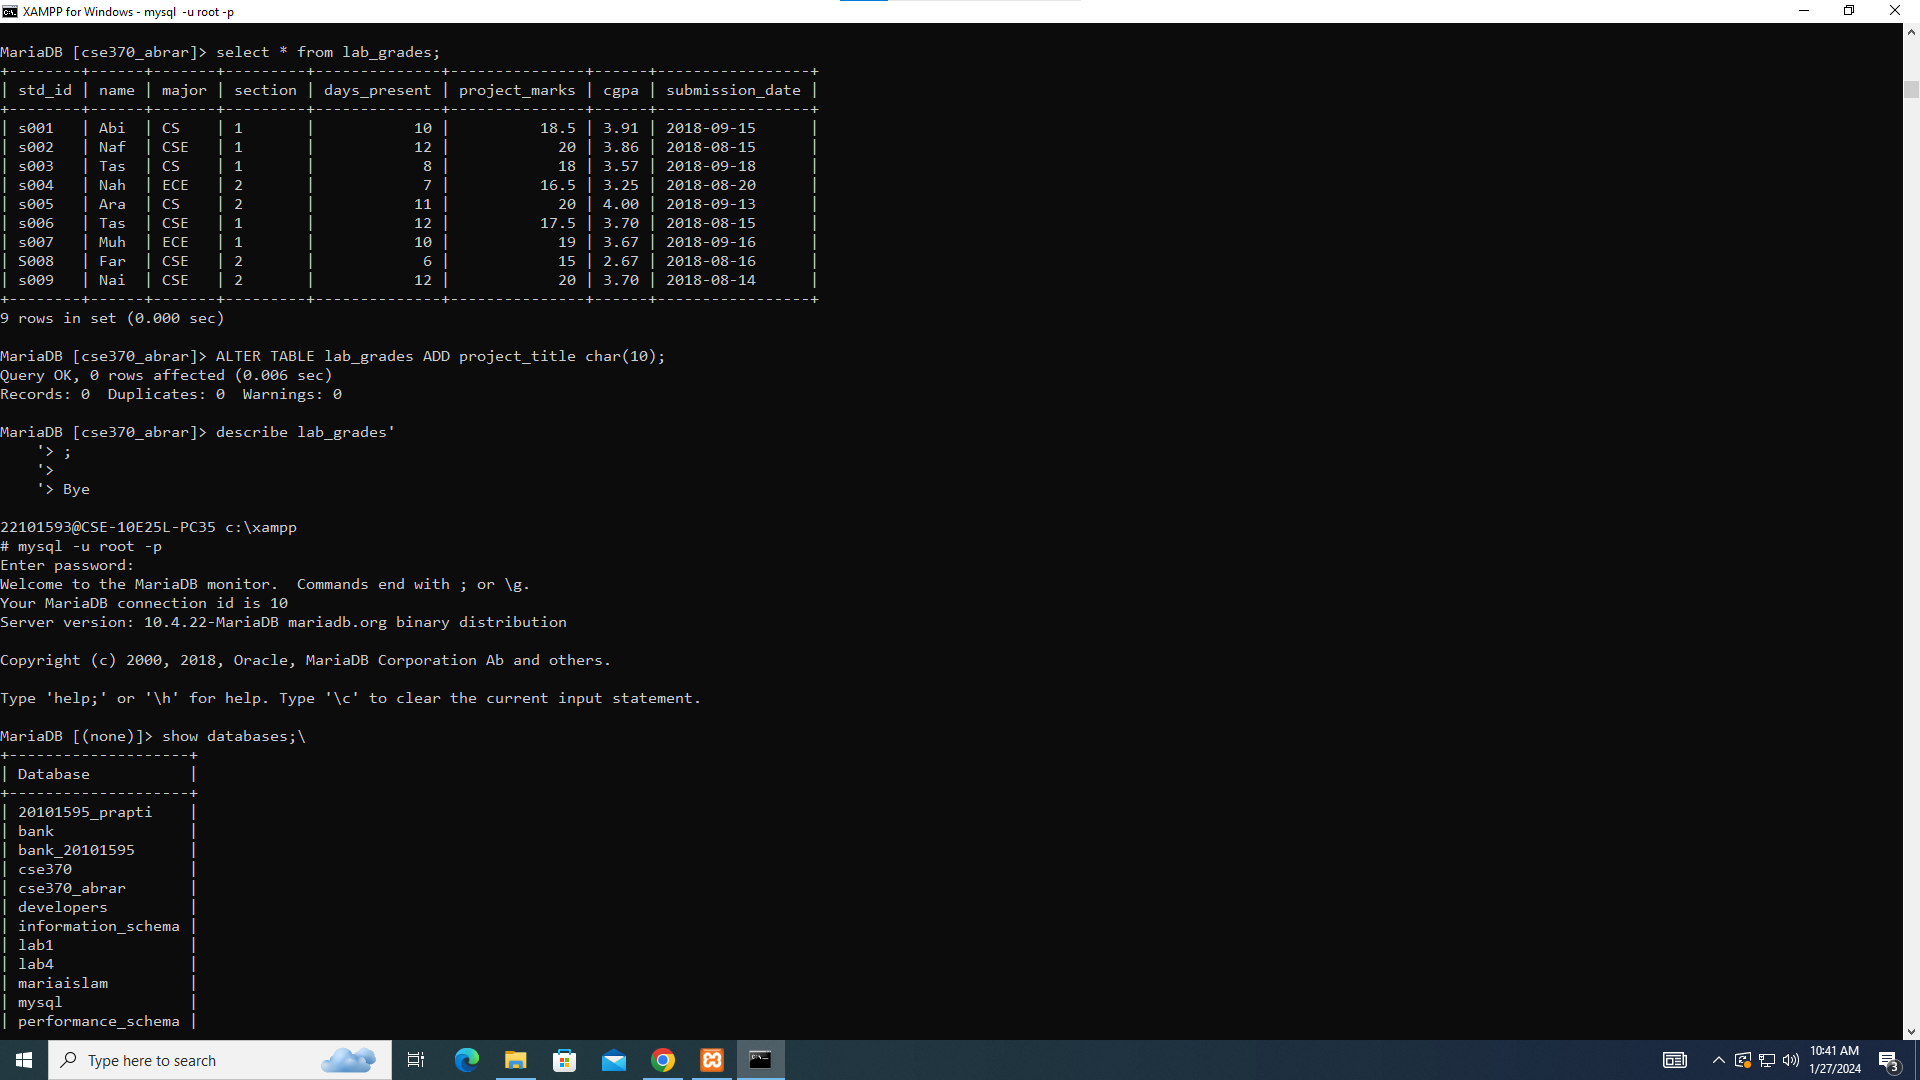 XAMPP for Windows - mysql  -u root -p
MariaDB [cse370_abrar]> select * from lab_grades;
+--------+------+-------+---------+--------------+---------------+------+-----------------+
| std_id | name | major | section | days_present | project_marks | cgpa | submission_date |
+--------+------+-------+---------+--------------+---------------+------+-----------------+
| s001   | Abi  | CS    | 1       |           10 |          18.5 | 3.91 | 2018-09-15      |
| s002   | Naf  | CSE   | 1       |           12 |            20 | 3.86 | 2018-08-15      |
| s003   | Tas  | CS    | 1       |            8 |            18 | 3.57 | 2018-09-18      |
| s004   | Nah  | ECE   | 2       |            7 |          16.5 | 3.25 | 2018-08-20      |
| s005   | Ara  | CS    | 2       |           11 |            20 | 4.00 | 2018-09-13      |
| s006   | Tas  | CSE   | 1       |           12 |          17.5 | 3.70 | 2018-08-15      |
| s007   | Muh  | ECE   | 1       |           10 |            19 | 3.67 | 2018-09-16      |
| S008   | Far  | CSE   | 2       |            6 |            15 | 2.67 | 2018-08-16      |
| s009   | Nai  | CSE   | 2       |           12 |            20 | 3.70 | 2018-08-14      |
+--------+------+-------+---------+--------------+---------------+------+-----------------+
9 rows in set (0.000 sec)
MariaDB [cse370_abrar]> ALTER TABLE lab_grades ADD project_title char(10);
Query OK, 0 rows affected (0.006 sec)
Records: 0  Duplicates: 0  Warnings: 0
MariaDB [cse370_abrar]> describe lab_grades'
    '> ;
    '>
    '> Bye
22101593@CSE-10E25L-PC35 c:\xampp
# mysql -u root -p
Enter password:
Welcome to the MariaDB monitor.  Commands end with ; or \g.
Your MariaDB connection id is 10
Server version: 10.4.22-MariaDB mariadb.org binary distribution
Copyright (c) 2000, 2018, Oracle, MariaDB Corporation Ab and others.
Type 'help;' or '\h' for help. Type '\c' to clear the current input statement.
MariaDB [(none)]> show databases;\
+--------------------+
| Database           |
+--------------------+
| 20101595_prapti    |
| bank               |
| bank_20101595      |
| cse370             |
| cse370_abrar       |
| developers         |
| information_schema |
| lab1               |
| lab4               |
| mariaislam         |
| mysql              |
| performance_schema |
Type here to search
10:41 AM
1/27/2024
3